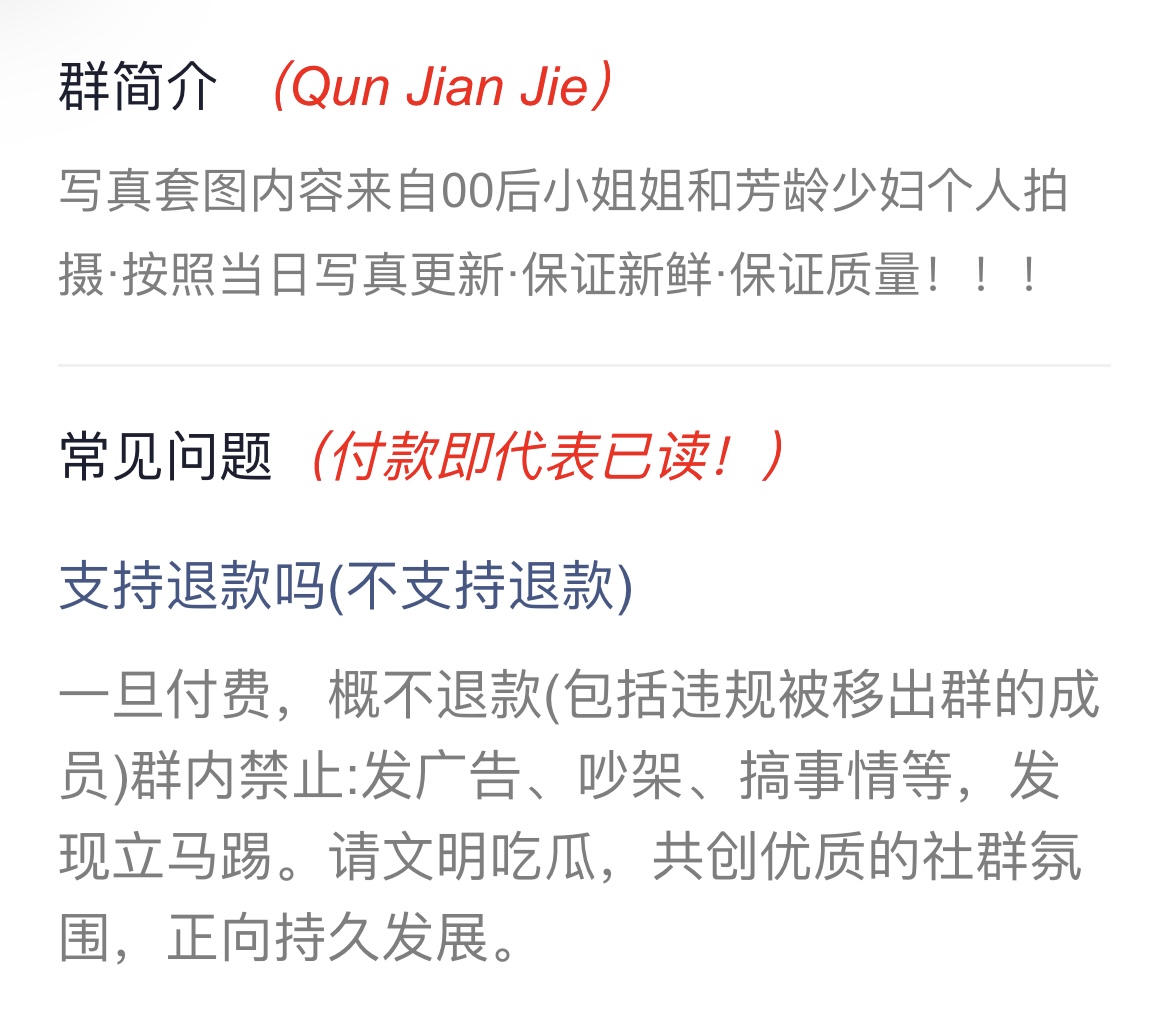 群简介 （Qun Jian Jie）
写真套图内容来自00后小姐姐和芳龄少妇个人拍
摄·按照当日写真更新·保证新鲜·保证质量！！！
常见问题（付款即代表已读！）
支持退款吗(不支持退款)
一旦付费，概不退款(包括违规被移出群的成
员)群内禁止:发广告、吵架、搞事情等，发
现立马踢。请文明吃瓜，共创优质的社群氛
围，正向持久发展。